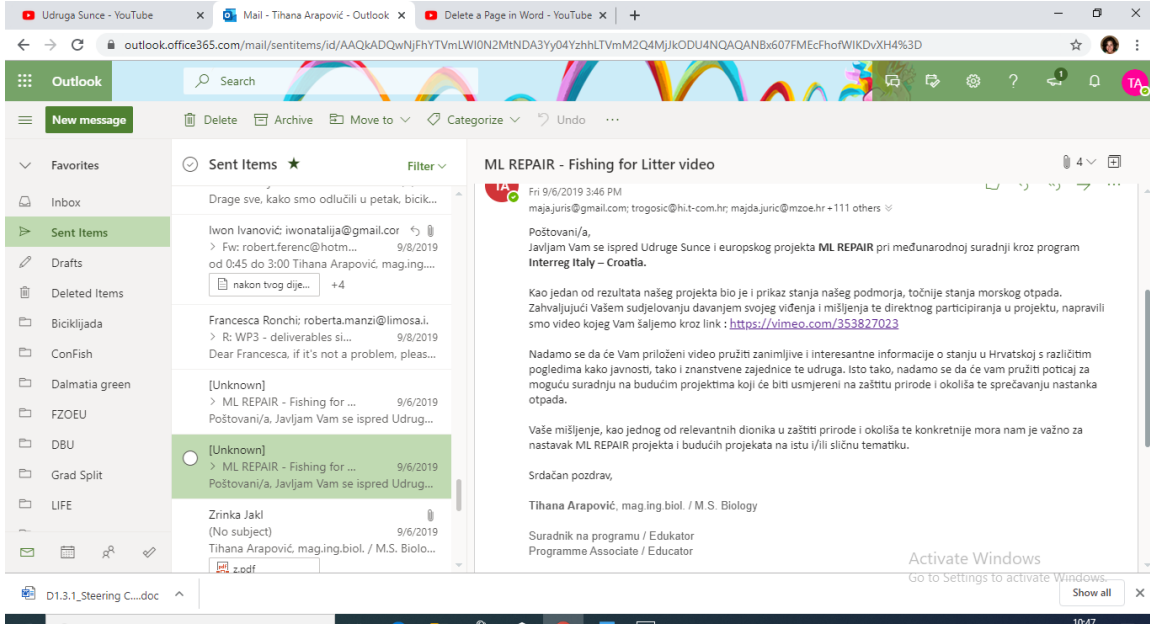 Udruga Sunce - YouTube
Mail - Tihana Arapović - Outlook
Delete a Page in Word - YouTube
outlook.office365.com/mail/sentitems/id/AAQkADQwNjFhYTVmLWI0N2MtNDA3Yy04YzhhLTVmM2Q4MjJkODU4NQAQANBx607FMEcFhofWIKDvXH4%3D
Outlook
Search
1
TA
New message
Delete
Archive
Move to
Categorize
Undo
Favorites
Inbox
Sent Items
Drafts
Deleted Items
Biciklijada
ConFish
Dalmatia green
FZOEU
DBU
Grad Split
LIFE
Sent Items
Filter
Drage sve, kako smo odlučili u petak, bicik...
Iwon Ivanović; iwonatalija@gmail.cor
> Fw: robert.ferenc@hotm... 9/8/2019
od 0:45 do 3:00 Tihana Arapović, mag.ing....
nakon tvog dije... +4
Francesca Ronchi; roberta.manzi@limosa.i.
> R: WP3 - deliverables si... 9/8/2019
Dear Francesca, if it's not a problem, pleas...
[Unknown]
> ML REPAIR - Fishing for ... 9/6/2019
Poštovani/a, Javljam Vam se ispred Udrug...
[Unknown]
> ML REPAIR - Fishing for ... 9/6/2019
Poštovani/a, Javljam Vam se ispred Udrug...
Zrinka Jakl
(No subject) 9/6/2019
Tihana Arapović, mag.ing.biol. / M.S. Biolo...
z.pdf
ML REPAIR - Fishing for Litter video
4
TA
Fri 9/6/2019 3:46 PM
maja.juris@gmail.com; trogosic@hi.t-com.hr; majda.juric@mzoe.hr +111 others
Poštovani/a,
Javljam Vam se ispred Udruge Sunce i europskog projekta ML REPAIR pri međunarodnoj suradnji kroz program
Interreg Italy – Croatia.
Kao jedan od rezultata našeg projekta bio je i prikaz stanja našeg podmorja, točnije stanja morskog otpada.
Zahvaljujući Vašem sudjelovanju davanjem svojeg viđenja i mišljenja te direktnog participiranja u projektu, napravili
smo video kojeg Vam šaljemo kroz link : https://vimeo.com/353827023
Nadamo se da će Vam priloženi video pružiti zanimljive i interesantne informacije o stanju u Hrvatskoj s različitim
pogledima kako javnosti, tako i znanstvene zajednice te udruga. Isto tako, nadamo se da će vam pružiti poticaj za
moguću suradnju na budućim projektima koji će biti usmjereni na zaštitu prirode i okoliša te sprečavanju nastanka
otpada.
Vaše mišljenje, kao jednog od relevantnih dionika u zaštiti prirode i okoliša te konkretnije mora nam je važno za
nastavak ML REPAIR projekta i budućih projekata na istu i/ili sličnu tematiku.
Srdačan pozdrav,
Tihana Arapović, mag.ing.biol. / M.S. Biology
Suradnik na programu / Edukator
Programme Associate / Educator
Activate Windows
Go to Settings to activate Windows.
D1.3.1_Steering C....doc
Show all
10:47